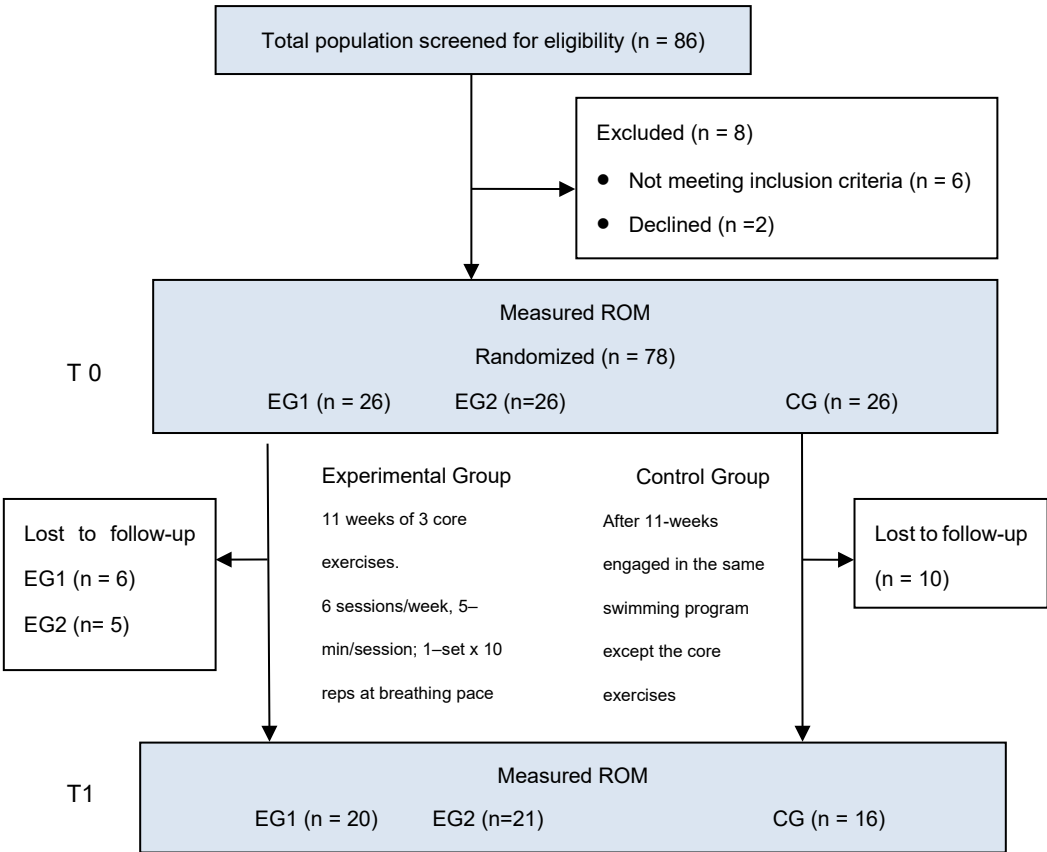 Total population screened for eligibility (n = 86)
Excluded (n = 8)
● Not meeting inclusion criteria (n = 6)
● Declined (n =2)
T 0
Measured ROM
Randomized (n = 78)
EG1 (n = 26) EG2 (n=26) CG (n = 26)
Lost to follow-up
EG1 (n = 6)
EG2 (n= 5)
Experimental Group
11 weeks of 3 core
exercises.
6 sessions/week, 5–
min/session; 1–set x 10
reps at breathing pace
Control Group
After 11-weeks
engaged in the same
swimming program
except the core
exercises
Lost to follow-up
(n = 10)
T1
Measured ROM
EG1 (n = 20) EG2 (n=21) CG (n = 16)